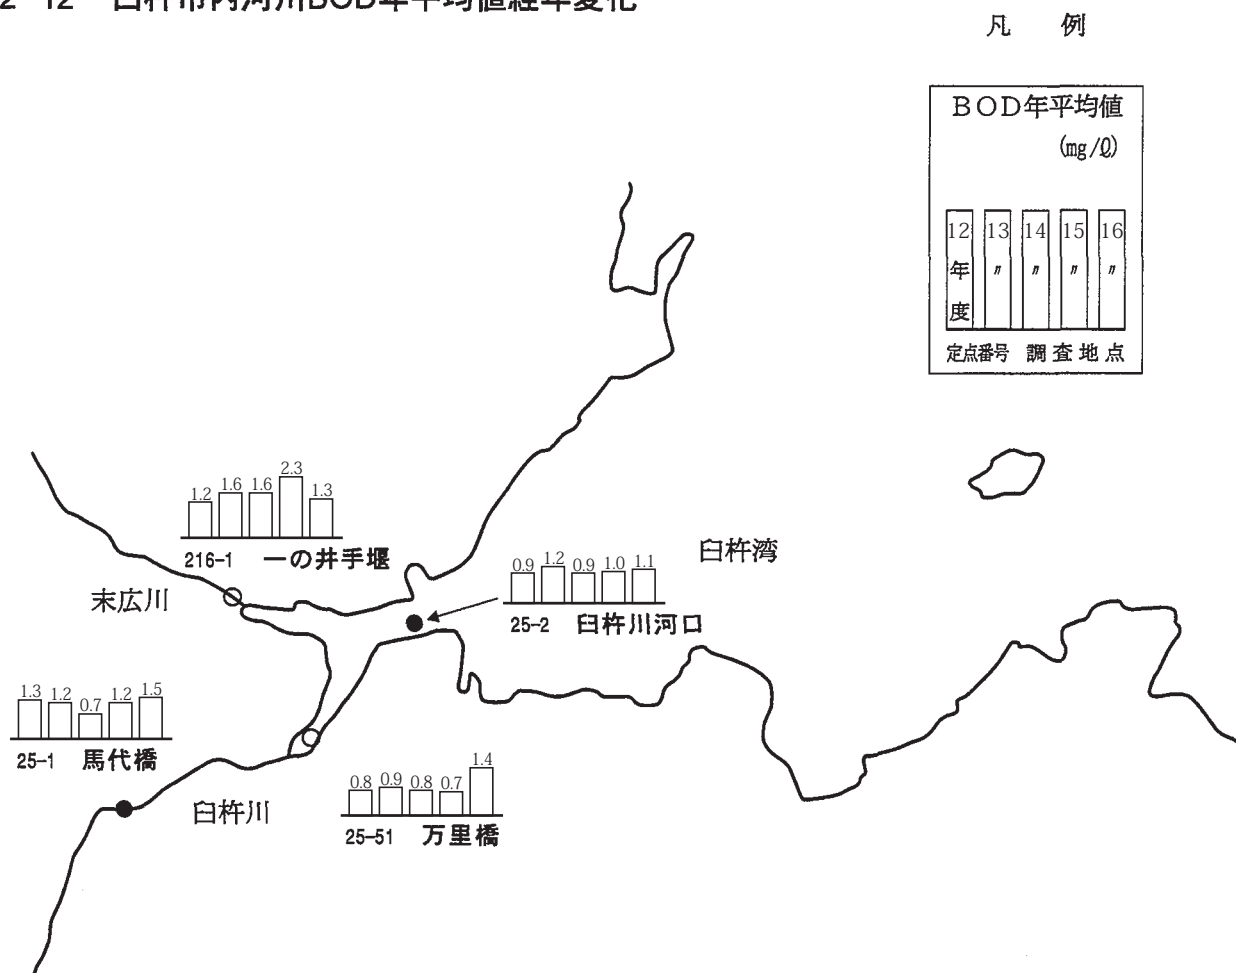 2-12 臼杵市内河川BOD年平均値経年変化
凡 例
BOD年平均値
(mg/ℓ)
12 13 14 15 16
年 〃 〃 〃 〃
度
定点番号 調査地点
1.2 1.6 1.6 2.3 1.3
216-1 一の井手堰
末広川
臼杵湾
0.9 1.2 0.9 1.0 1.1
25-2 臼杵川河口
1.3 1.2 0.7 1.2 1.5
25-1 馬代橋
臼杵川
0.8 0.9 0.8 0.7 1.4
25-51 万里橋